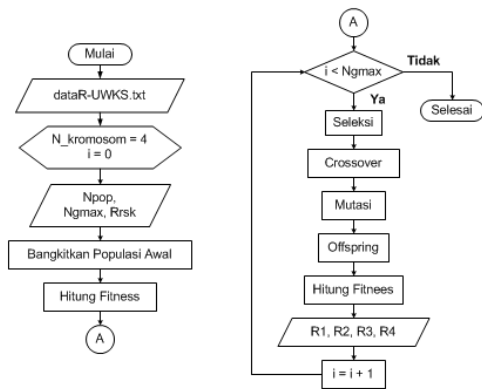 Mulai
dataR-UWKS.txt
N_kromosom = 4
i = 0
Npop,
Ngmax, Rrsk
Bangkitkan Populasi Awal
Hitung Fitness
A
A
i < Ngmax
Tidak
Selesai
Ya
Seleksi
Crossover
Mutasi
Offspring
Hitung Fitnees
R1, R2, R3, R4
i = i + 1